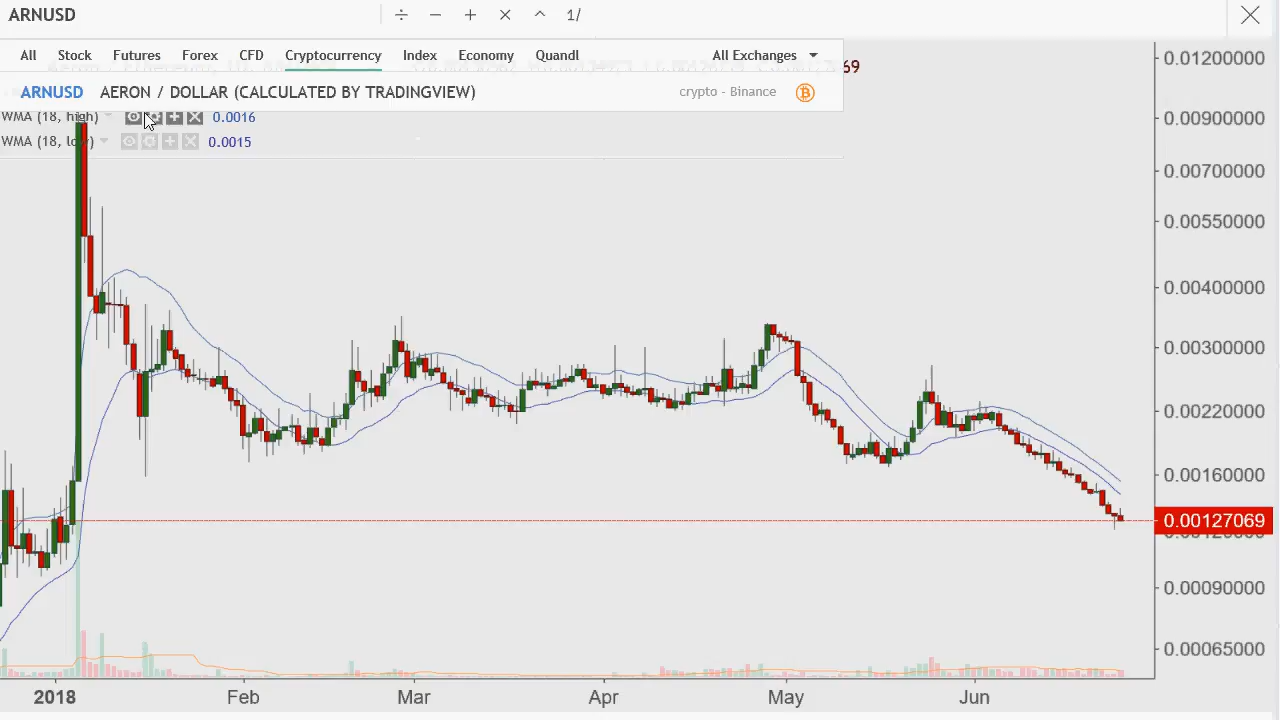 ARNUSD ÷ − + × ^ 1/
All Stock Futures Forex CFD Cryptocurrency Index Economy Quandl All Exchanges
69
ARNUSD AERON / DOLLAR (CALCULATED BY TRADINGVIEW) crypto - Binance
WMA (18, high) 0.0016
WMA (18, low) 0.0015
0.01200000
0.00900000
0.00700000
0.00550000
0.00400000
0.00300000
0.00220000
0.00160000
0.00127069
0.00090000
0.00065000
2018 Feb Mar Apr May Jun